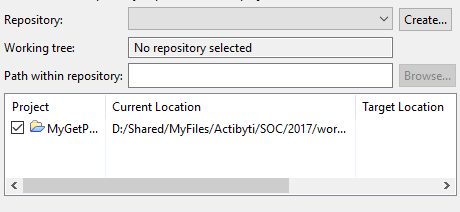 Repository: Create...
Working tree: No repository selected
Path within repository: Browse...
Project Current Location Target Location
MyGetP... D:/Shared/MyFiles/Actibyti/SOC/2017/wor...